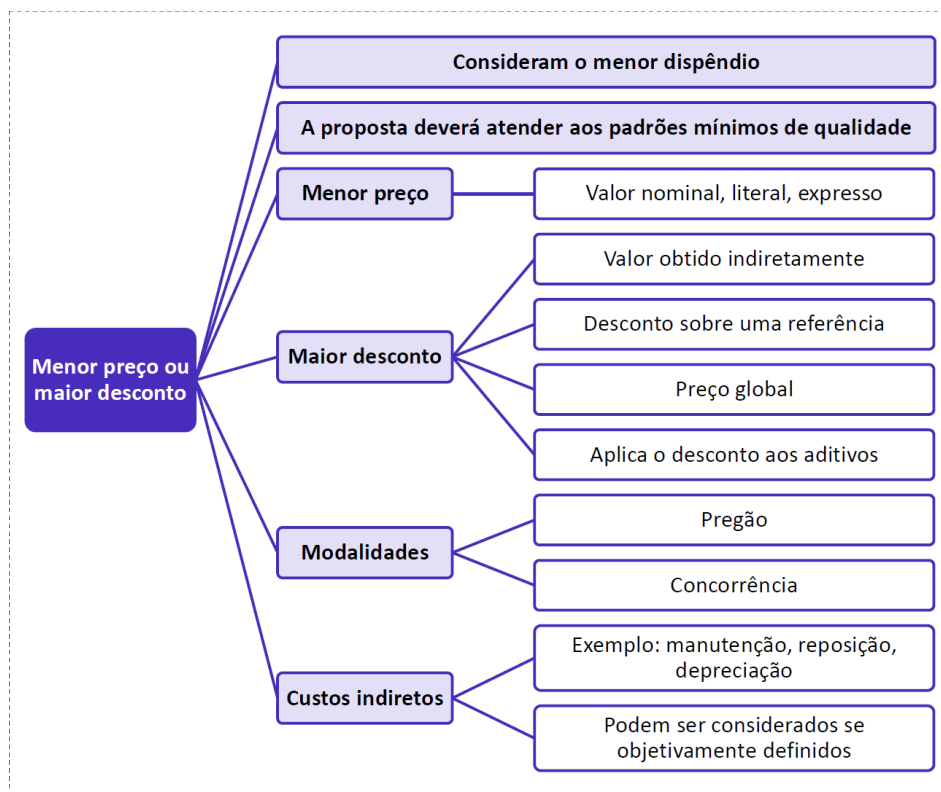 Consideram o menor dispêndio
A proposta deverá atender aos padrões mínimos de qualidade
Menor preço
Valor nominal, literal, expresso
Valor obtido indiretamente
Desconto sobre uma referência
Menor preço ou
maior desconto
Maior desconto
Preço global
Aplica o desconto aos aditivos
Modalidades
Pregão
Concorrência
Custos indiretos
Exemplo: manutenção, reposição,
depreciação
Podem ser considerados se
objetivamente definidos